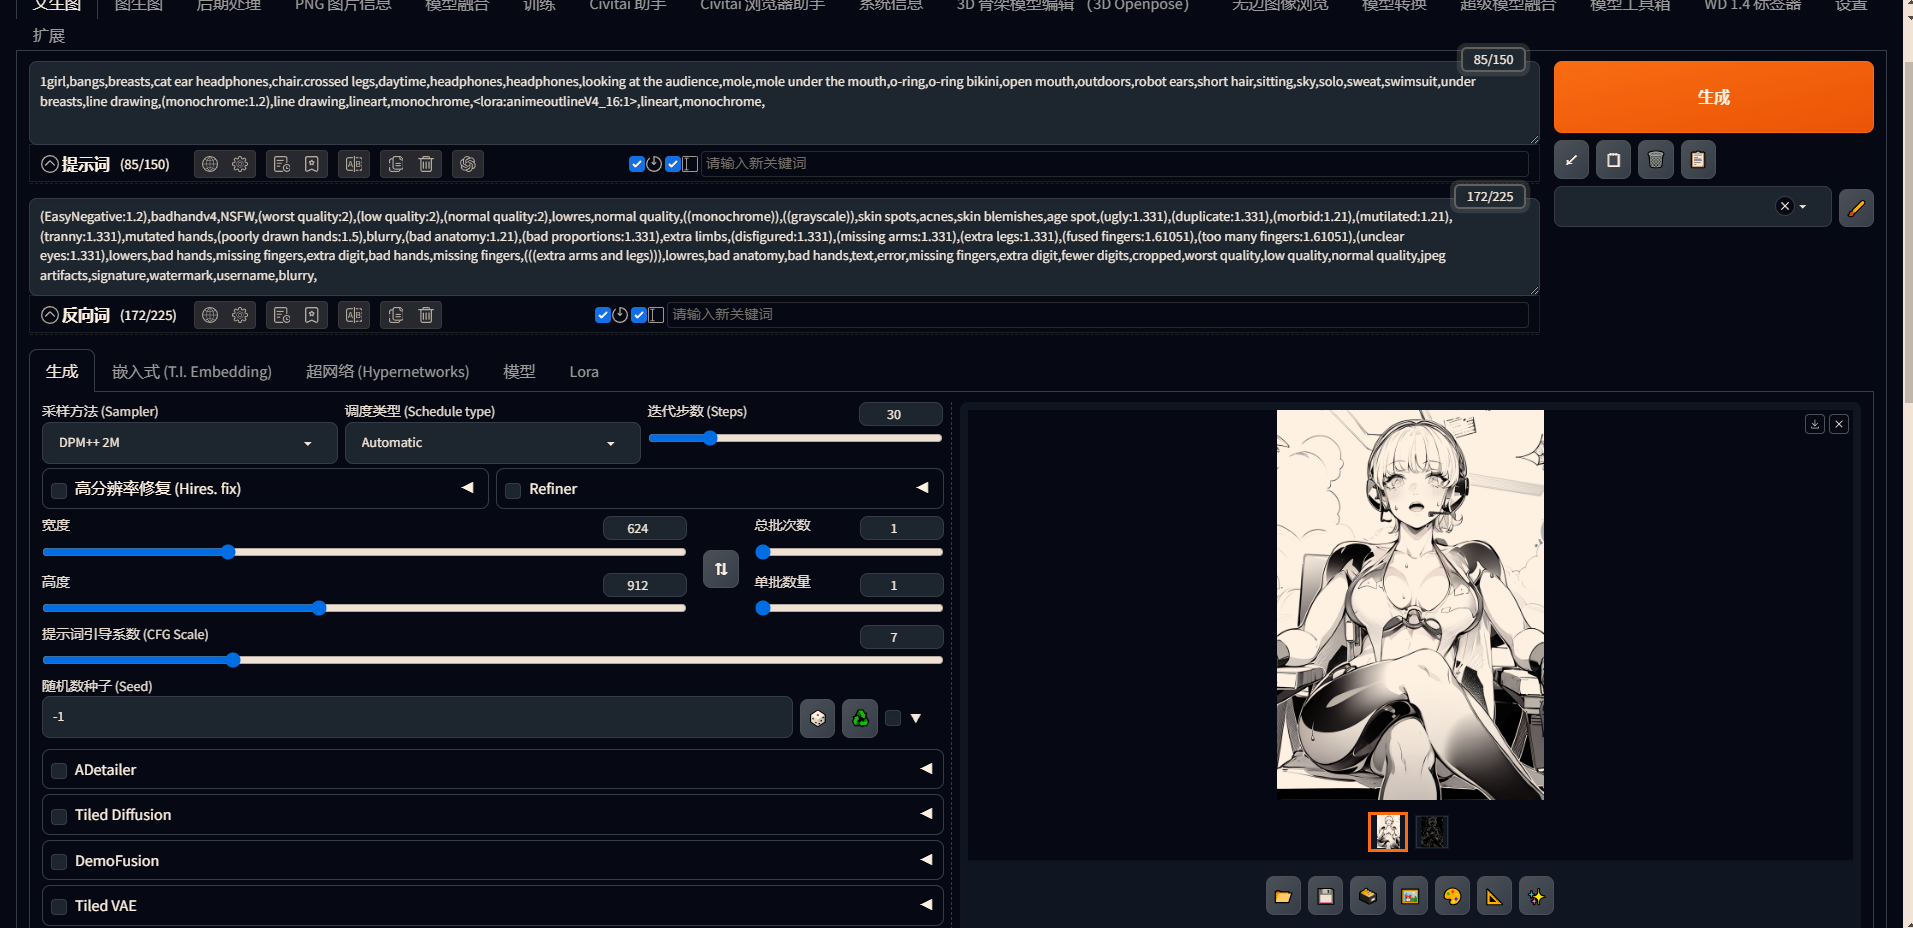 文生图 图生图 后期处理 PNG 图片信息 模型融合 训练 Civitai 助手 Civitai 浏览器助手 系统信息 3D 骨架模型编辑 （3D Openpose） 无边图像浏览 模型转换 超级模型融合 模型工具箱 WD 1.4 标签器 设置
扩展
85/150
1girl,bangs,breasts,cat ear headphones,chair.crossed legs,daytime,headphones,headphones,looking at the audience,mole,mole under the mouth,o-ring,o-ring bikini,open mouth,outdoors,robot ears,short hair,sitting,sky,solo,sweat,swimsuit,under
breasts,line drawing,(monochrome:1.2),line drawing,lineart,monochrome,<lora:animeoutlineV4_16:1>,lineart,monochrome,
生成
提示词 (85/150) 请输入新关键词
172/225
(EasyNegative:1.2),badhandv4,NSFW,(worst quality:2),(low quality:2),(normal quality:2),lowres,normal quality,((monochrome)),((grayscale)),skin spots,acnes,skin blemishes,age spot,(ugly:1.331),(duplicate:1.331),(morbid:1.21),(mutilated:1.21),
(tranny:1.331),mutated hands,(poorly drawn hands:1.5),blurry,(bad anatomy:1.21),(bad proportions:1.331),extra limbs,(disfigured:1.331),(missing arms:1.331),(extra legs:1.331),(fused fingers:1.61051),(too many fingers:1.61051),(unclear
eyes:1.331),lowers,bad hands,missing fingers,extra digit,bad hands,missing fingers,(((extra arms and legs))),lowres,bad anatomy,bad hands,text,error,missing fingers,extra digit,fewer digits,cropped,worst quality,low quality,normal quality,jpeg
artifacts,signature,watermark,username,blurry,
反向词 (172/225) 请输入新关键词
生成 嵌入式 (T.I. Embedding) 超网络 (Hypernetworks) 模型 Lora
采样方法 (Sampler) 调度类型 (Schedule type) 迭代步数 (Steps) 30
DPM++ 2M Automatic
高分辨率修复 (Hires. fix) Refiner
宽度 624 总批次数 1
高度 912 单批数量 1
提示词引导系数 (CFG Scale) 7
随机数种子 (Seed)
-1
ADetailer
Tiled Diffusion
DemoFusion
Tiled VAE